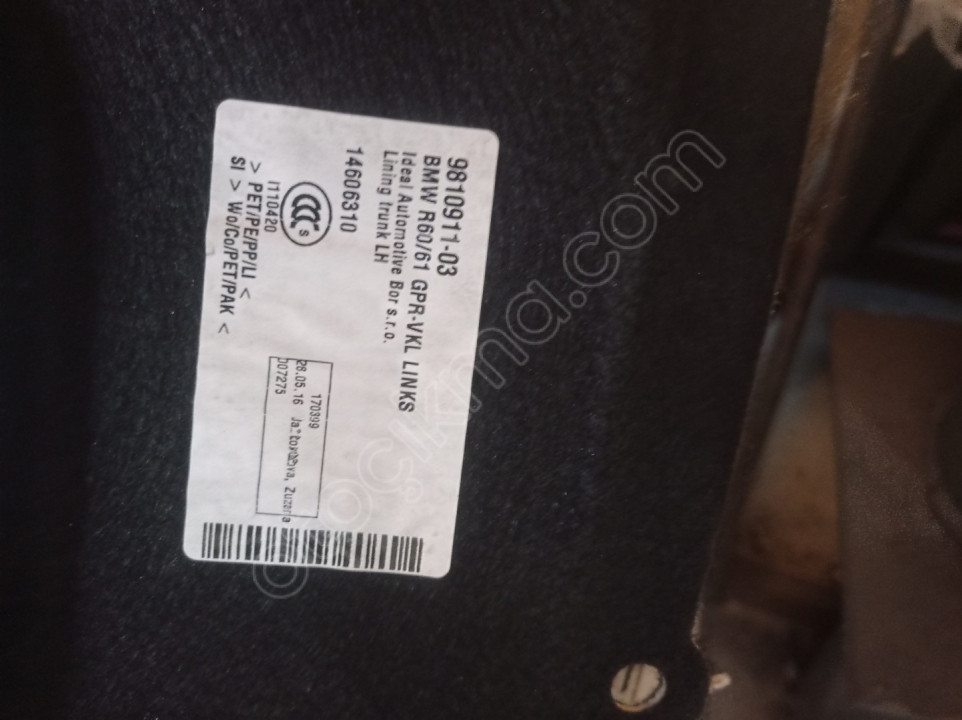 9810911-03
BMW R60/61 GPR-VKL LINKS
Ideal Automotive Bor s.r.o.
Lining trunk LH
14606310
CCC S
I110420
> PET/PE/PP/LI <
SI > Wo/Co/PET/PAK <
170399
28.05.16
007275